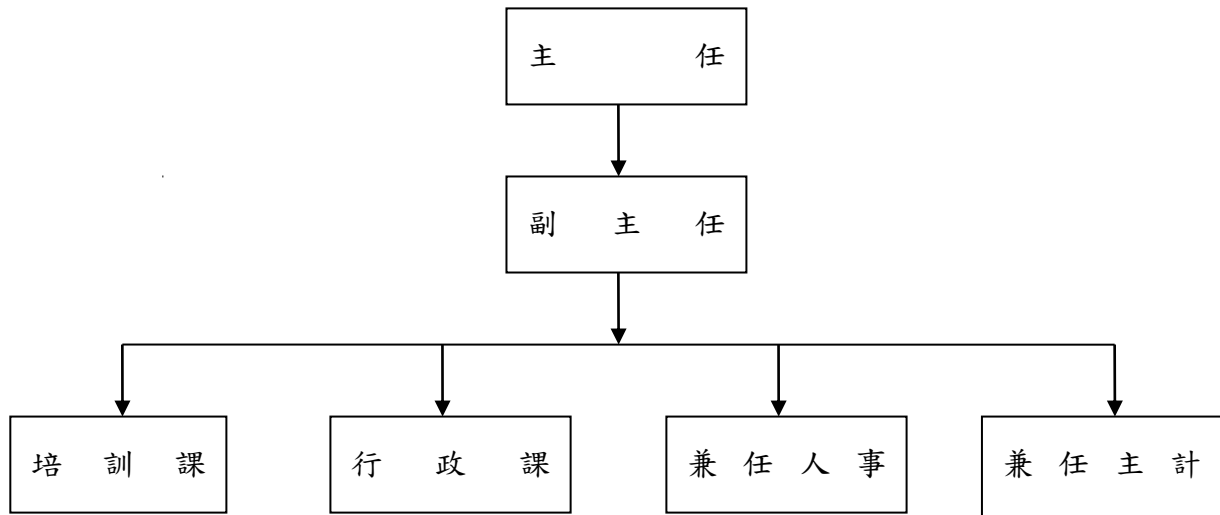 主任
副主任
培訓課
行政課
兼任人事
兼任主計